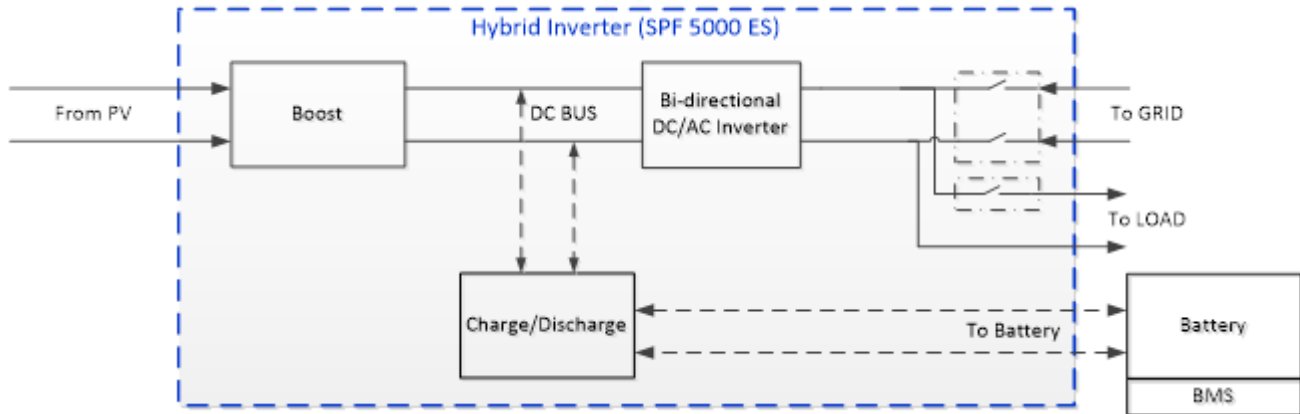 Hybrid Inverter (SPF 5000 ES)
From PV
Boost
DC BUS
Bi-directional
DC/AC Inverter
To GRID
To LOAD
Charge/Discharge
To Battery
Battery
BMS